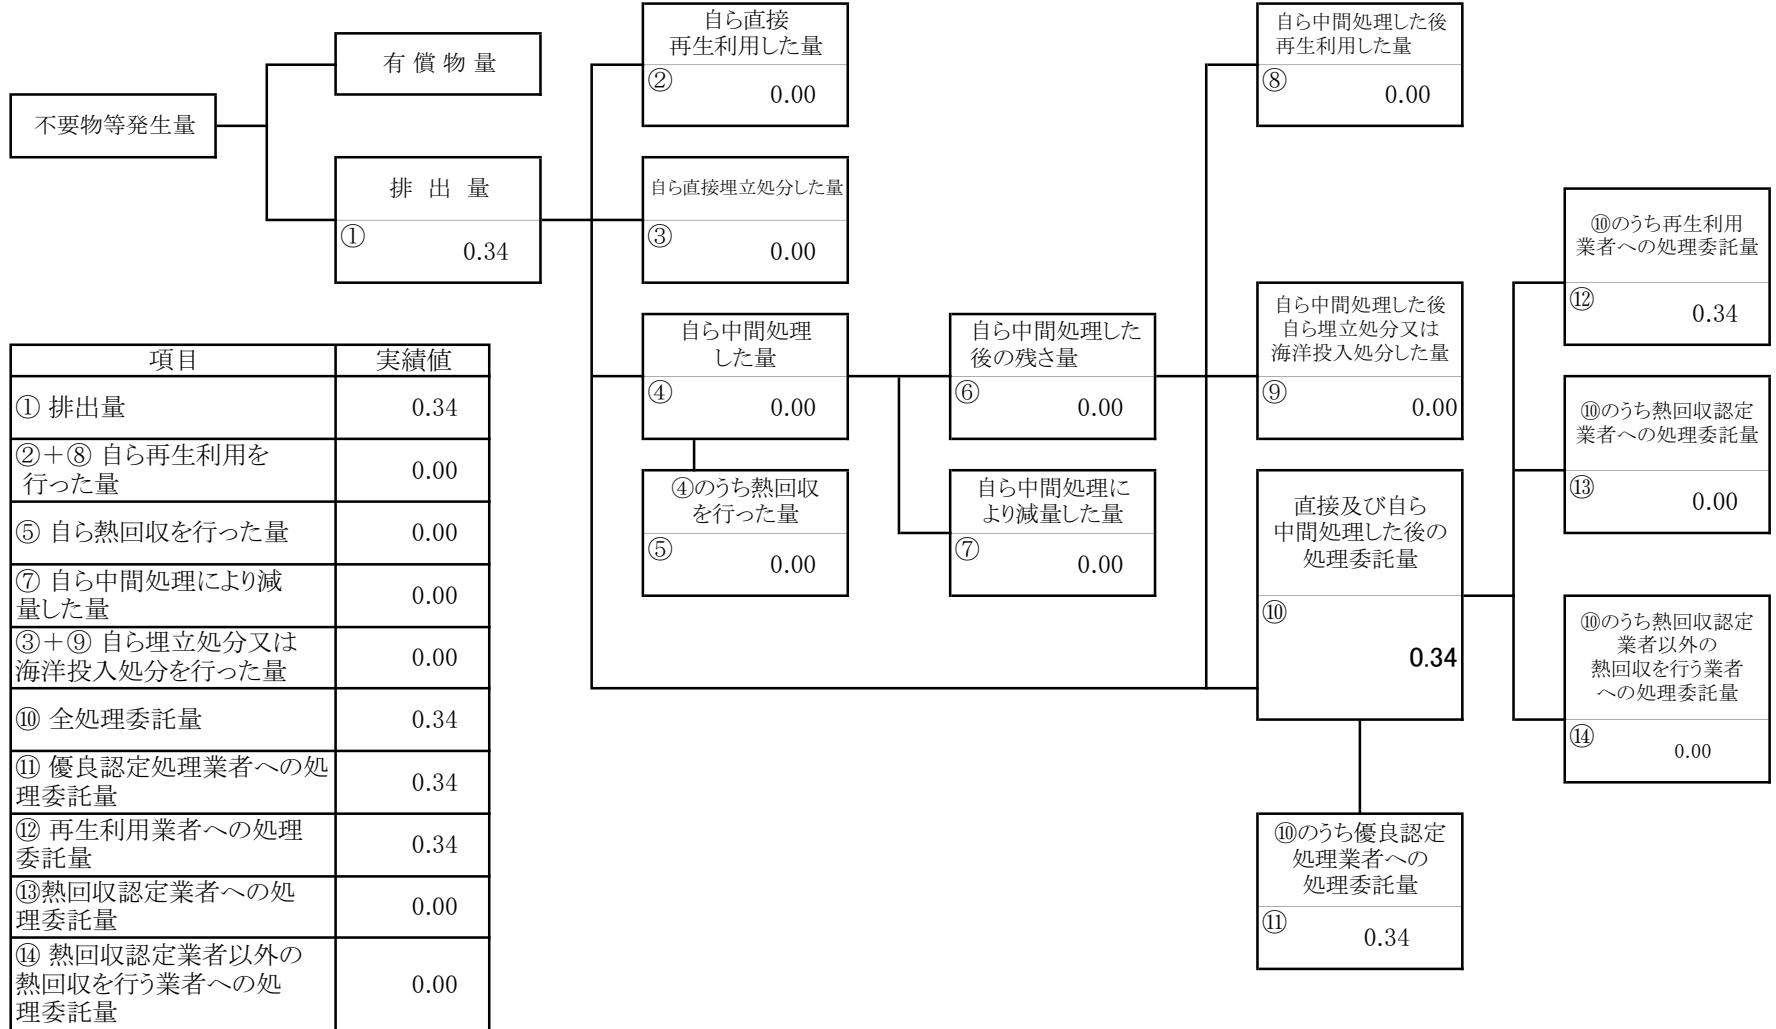 不要物等発生量
有償物量
排出量
①
0.34
自ら直接
再生利用した量
②
0.00
自ら直接埋立処分した量
③
0.00
自ら中間処理
した量
④
0.00
④のうち熱回収
を行った量
⑤
0.00
自ら中間処理した
後の残さ量
⑥
0.00
自ら中間処理に
より減量した量
⑦
0.00
自ら中間処理した後
再生利用した量
⑧
0.00
自ら中間処理した後
自ら埋立処分又は
海洋投入処分した量
⑨
0.00
直接及び自ら
中間処理した後の
処理委託量
⑩
0.34
⑩のうち優良認定
処理業者への
処理委託量
⑪
0.34
⑩のうち再生利用
業者への処理委託量
⑫
0.34
⑩のうち熱回収認定
業者への処理委託量
⑬
0.00
⑩のうち熱回収認定
業者以外の
熱回収を行う業者
への処理委託量
⑭
0.00
項目 実績値
① 排出量 0.34
②＋⑧ 自ら再生利用を
行った量 0.00
⑤ 自ら熱回収を行った量 0.00
⑦ 自ら中間処理により減
量した量 0.00
③＋⑨ 自ら埋立処分又は
海洋投入処分を行った量 0.00
⑩ 全処理委託量 0.34
⑪ 優良認定処理業者への処
理委託量 0.34
⑫ 再生利用業者への処理
委託量 0.34
⑬熱回収認定業者への処
理委託量 0.00
⑭ 熱回収認定業者以外の
熱回収を行う業者への処
理委託量 0.00